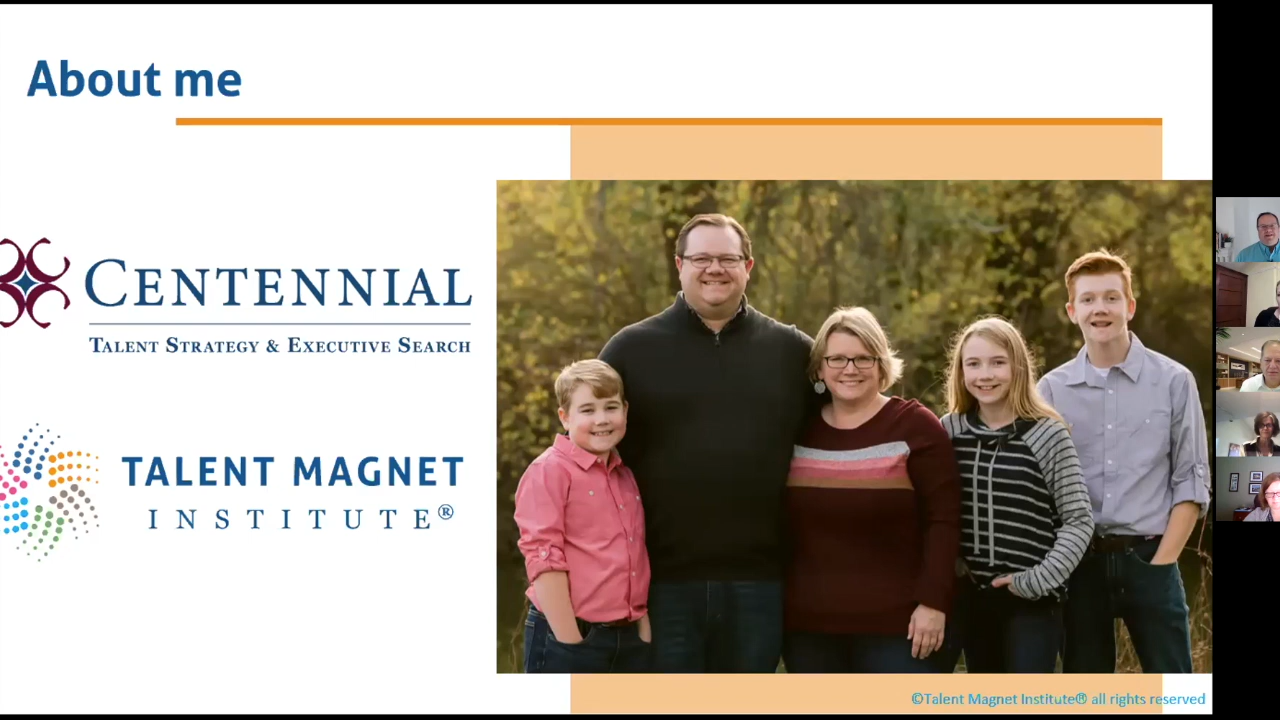 About me
CENTENNIAL
TALENT STRATEGY & EXECUTIVE SEARCH
TALENT MAGNET
INSTITUTE®
©Talent Magnet Institute® all rights reserved